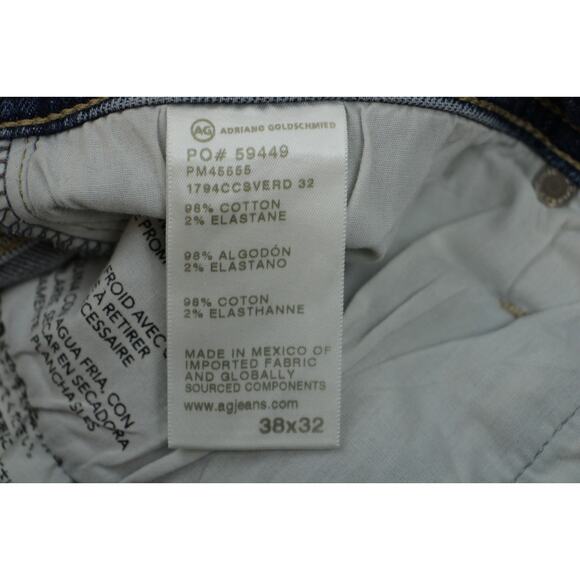 AG ADRIANO GOLDSCHMIED
PO# 59449
PM45555
1794CCSVERD 32
98% COTTON
2% ELASTANE
98% ALGODÓN
2% ELASTANO
98% COTON
2% ELASTHANNE
MADE IN MEXICO OF
IMPORTED FABRIC
AND GLOBALLY
SOURCED COMPONENTS
www.agjeans.com
38x32
FROID AVEC
À RETIRER
CESSAIRE
AGUA FRIA, CON
SECAR EN SECADORA
PLANCHASLES